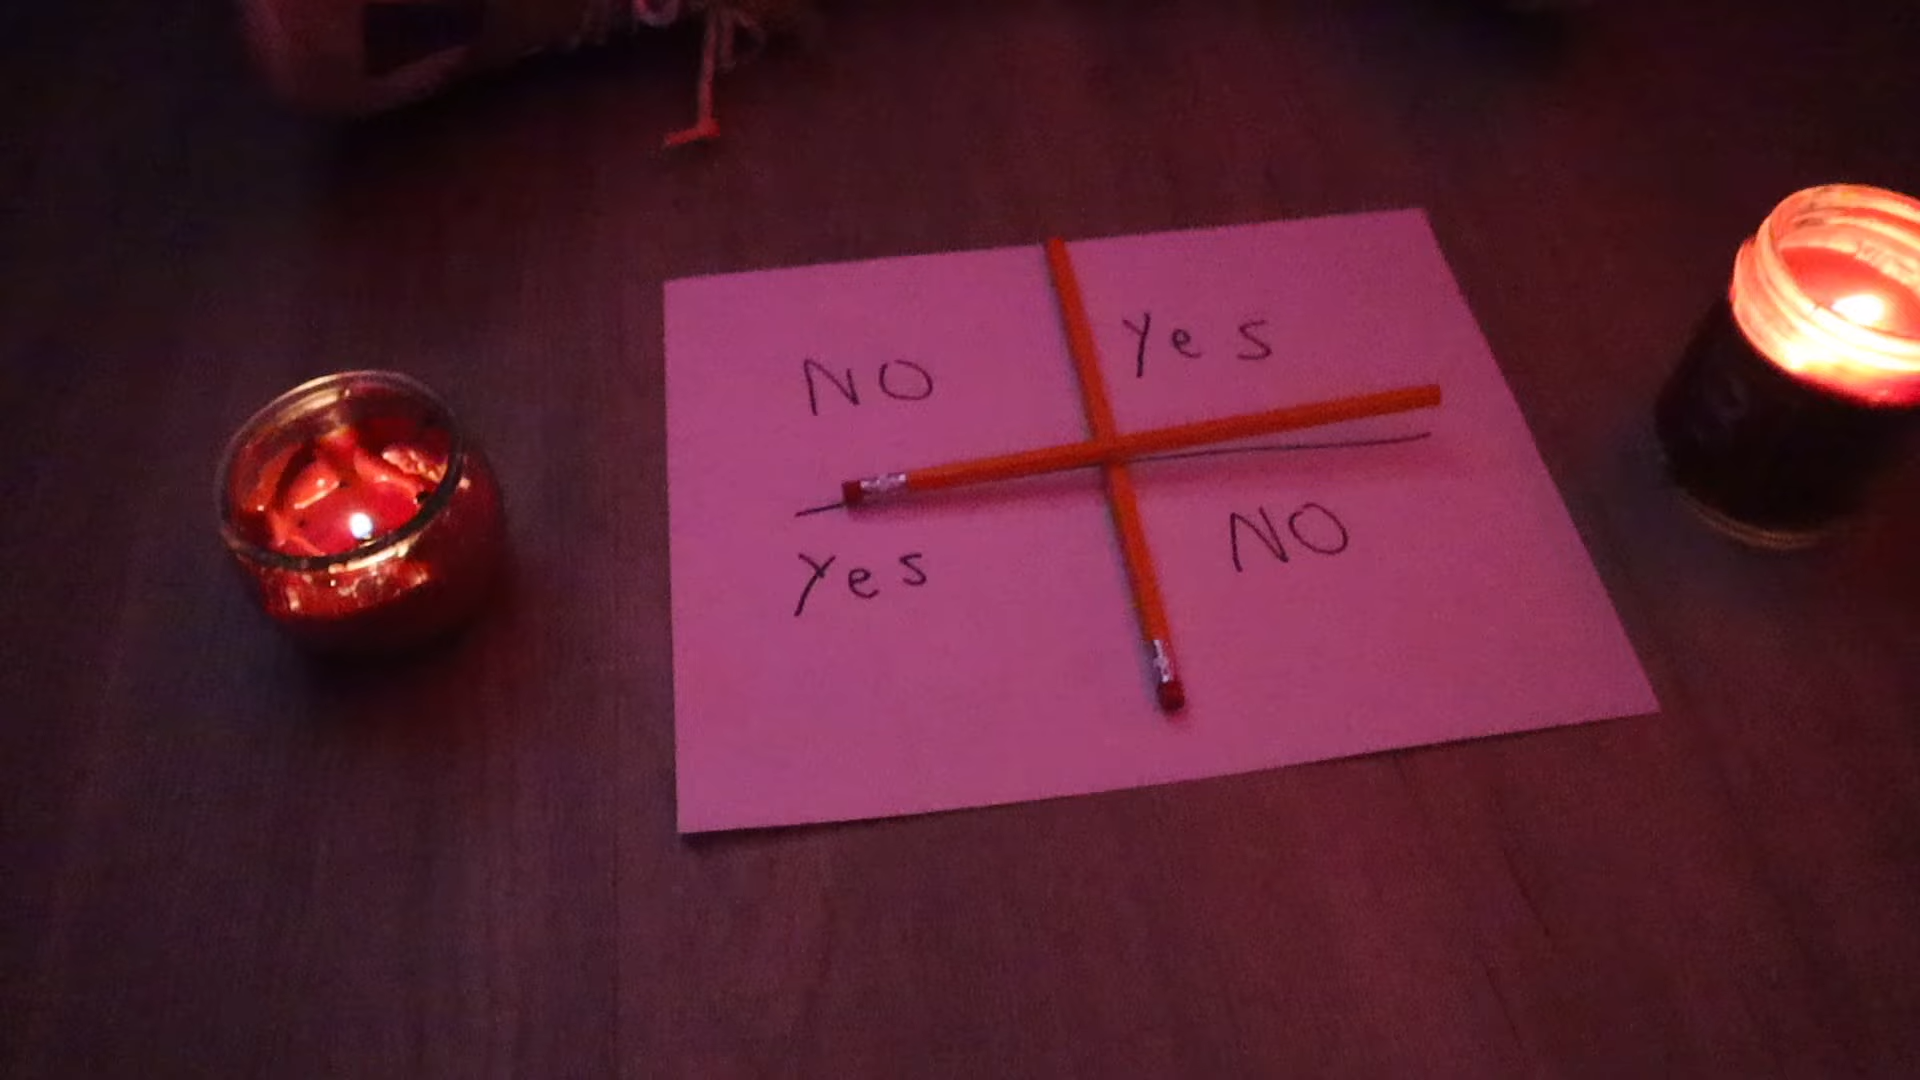 NO Yes
Yes NO